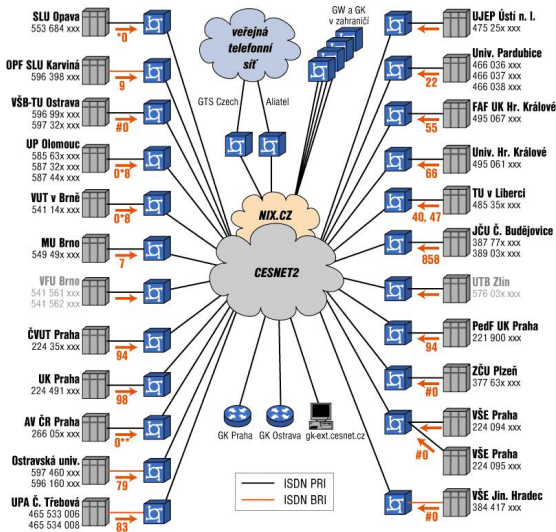 SLU Opava
553 684 xxx
*0
OPF SLU Karviná
596 398 xxx
9
VŠB-TU Ostrava
596 99x xxx
597 32x xxx
#0
UP Olomouc
585 63x xxx
587 32x xxx
587 44x xxx
0*8
VUT v Brně
541 14x xxx
0*8
MU Brno
549 49x xxx
7
VFU Brno
541 561 xxx
541 562 xxx
ČVUT Praha
224 35x xxx
94
UK Praha
224 491 xxx
98
AV ČR Praha
266 05x xxx
0**
Ostravská univ.
597 460 xxx
596 160 xxx
79
UPA Č. Třebová
465 533 006
465 534 008
83
veřejná
telefonní
síť
GW a GK
v zahraničí
GTS Czech
Aliatel
NIX.CZ
CESNET2
GK Praha
GK Ostrava
gk-ext.cesnet.cz
ISDN PRI
ISDN BRI
UJEP Ústí n. l.
475 25x xxx
Univ. Pardubice
466 036 xxx
466 037 xxx
466 038 xxx
22
FAF UK Hr. Králové
495 067 xxx
55
Univ. Hr. Králové
495 061 xxx
66
TU v Liberci
485 35x xxx
40, 47
JČU Č. Budějovice
387 77x xxx
389 03x xxx
858
UTB Zlín
576 03x xxx
PedF UK Praha
221 900 xxx
94
ZČU Plzeň
377 63x xxx
#0
VŠE Praha
224 094 xxx
#0
VŠE Praha
224 095 xxx
VŠE Jin. Hradec
384 417 xxx
#0